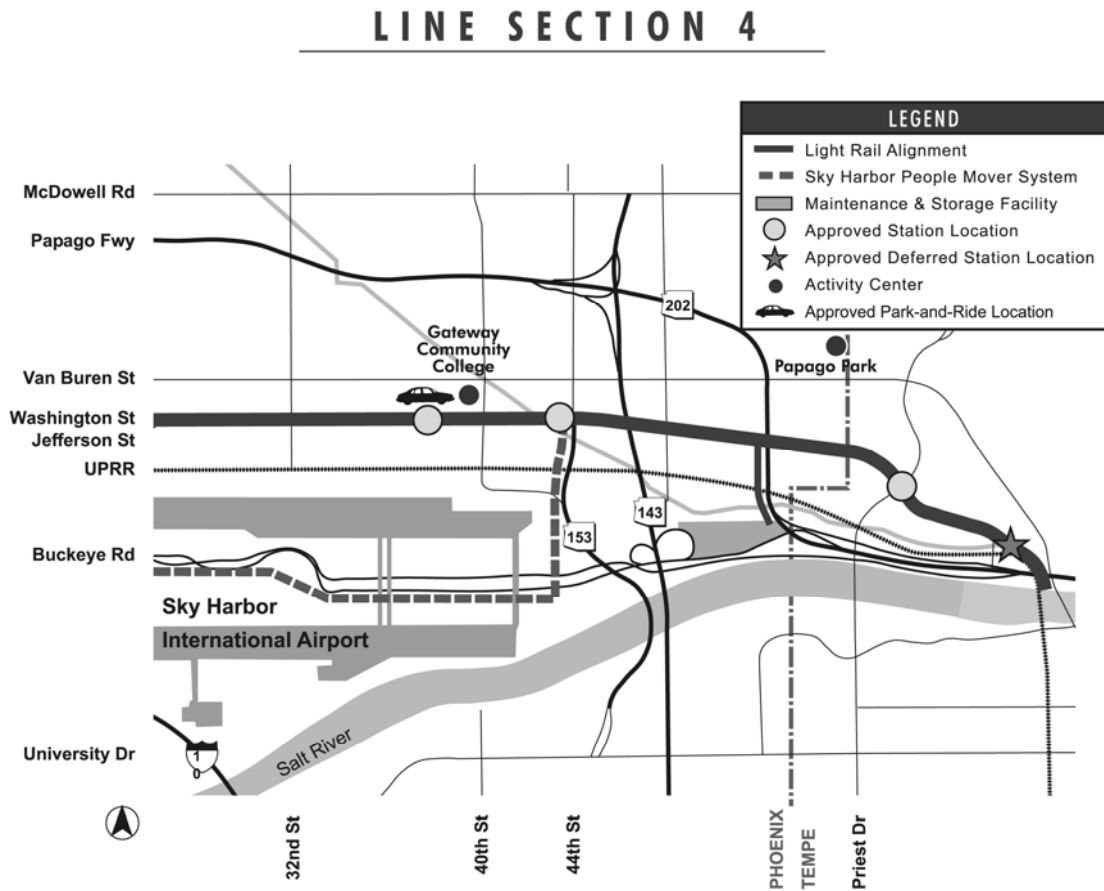 LINE SECTION 4
LEGEND
Light Rail Alignment
Sky Harbor People Mover System
Maintenance & Storage Facility
Approved Station Location
Approved Deferred Station Location
Activity Center
Approved Park-and-Ride Location
McDowell Rd
Papago Fwy
202
Gateway
Community
College
Papago Park
Van Buren St
Washington St
Jefferson St
UPRR
143
153
Buckeye Rd
Sky Harbor
International Airport
Salt River
University Dr
1
0
32nd St
40th St
44th St
PHOENIX
TEMPE
Priest Dr